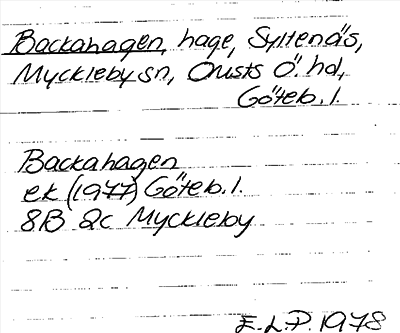 Backahagen, hage, Syltenäs,
Myckleby sn, Orusts Ö. hd,
Göteb. l.
Backahagen
ek (1977) Göteb. l.
8B 2c Myckleby
E.L.P. 1978